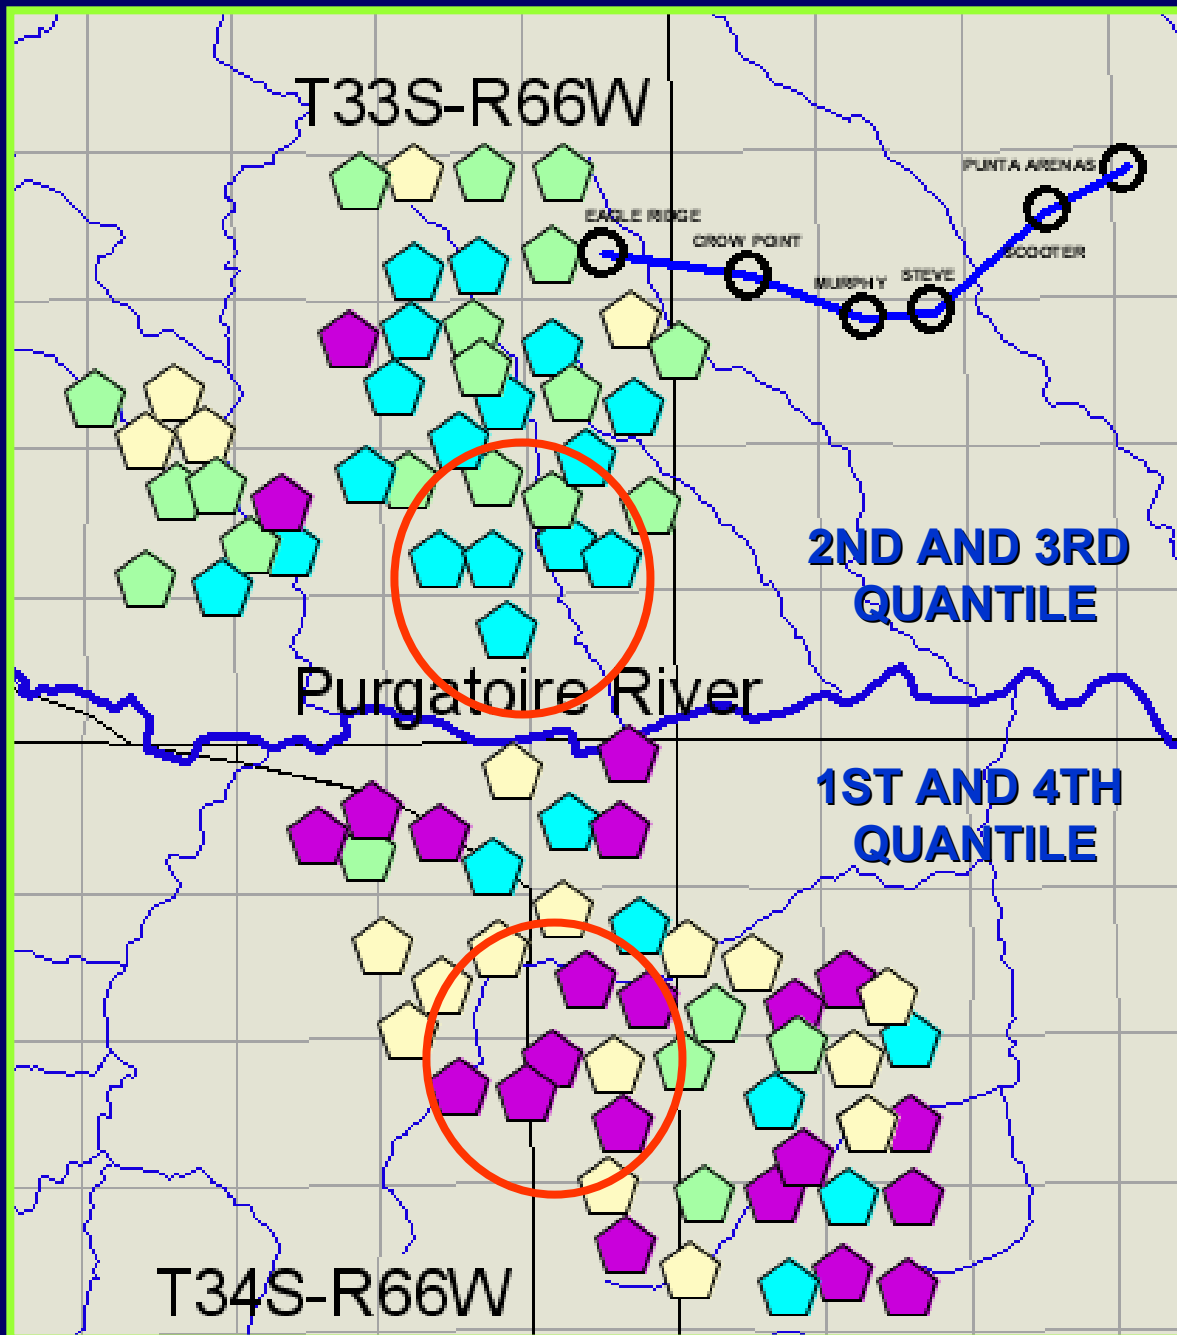 T33S-R66W
PUNTA ARENAS
EAGLE RIDGE
CROW POINT
SCOOTER
MURPHY
STEVE
2ND AND 3RD
QUANTILE
Purgatoire River
1ST AND 4TH
QUANTILE
T34S-R66W